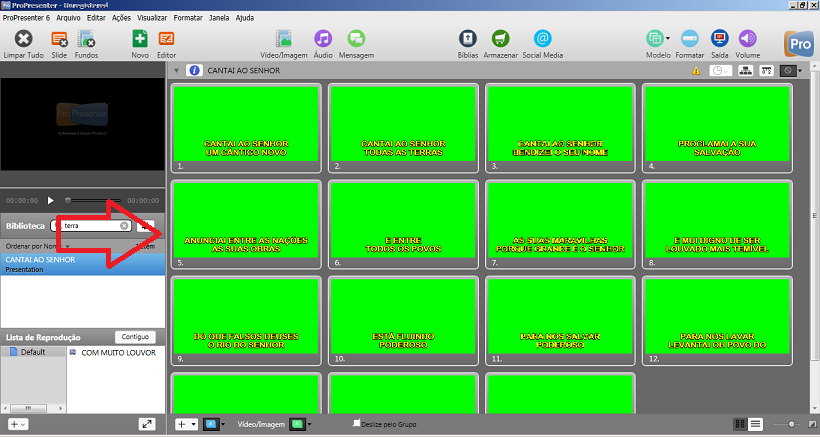 ProPresenter - Unregistered
ProPresenter 6 Arquivo Editar Ações Visualizar Formatar Janela Ajuda
Limpar Tudo Slide Fundos Novo Editor Vídeo/Imagem Áudio Mensagem Bíblias Armazenar Social Media Modelo Formatar Saída Volume Pro
ProPresenter
00:00:00 00:00:00
Biblioteca terra
Ordenar por
CANTAI AO SENHOR
Presentation
Lista de Reprodução Contíguo
Default COM MUITO LOUVOR
CANTAI AO SENHOR
CANTAI AO SENHOR
UM CÂNTICO NOVO
1.
CANTAI AO SENHOR
TODAS AS TERRAS
2.
CANTAI AO SENHOR
BENDIZEI O SEU NOME
3.
PROCLAMAI A SUA
SALVAÇÃO
4.
ANUNCIAI ENTRE AS NAÇÕES
AS SUAS OBRAS
5.
E ENTRE
TODOS OS POVOS
6.
AS SUAS MARAVILHAS
PORQUE GRANDE É O SENHOR
7.
E MUI DIGNO DE SER
LOUVADO MAIS TEMÍVEL
8.
DO QUE FALSOS DEUSES
O RIO DO SENHOR
9.
ESTÁ FLUINDO
PODEROSO
10.
PARA NOS SALVAR
PODEROSO
11.
PARA NOS LAVAR
LEVANTAI OH POVO DO
12.
Vídeo/Imagem Deslize pelo Grupo